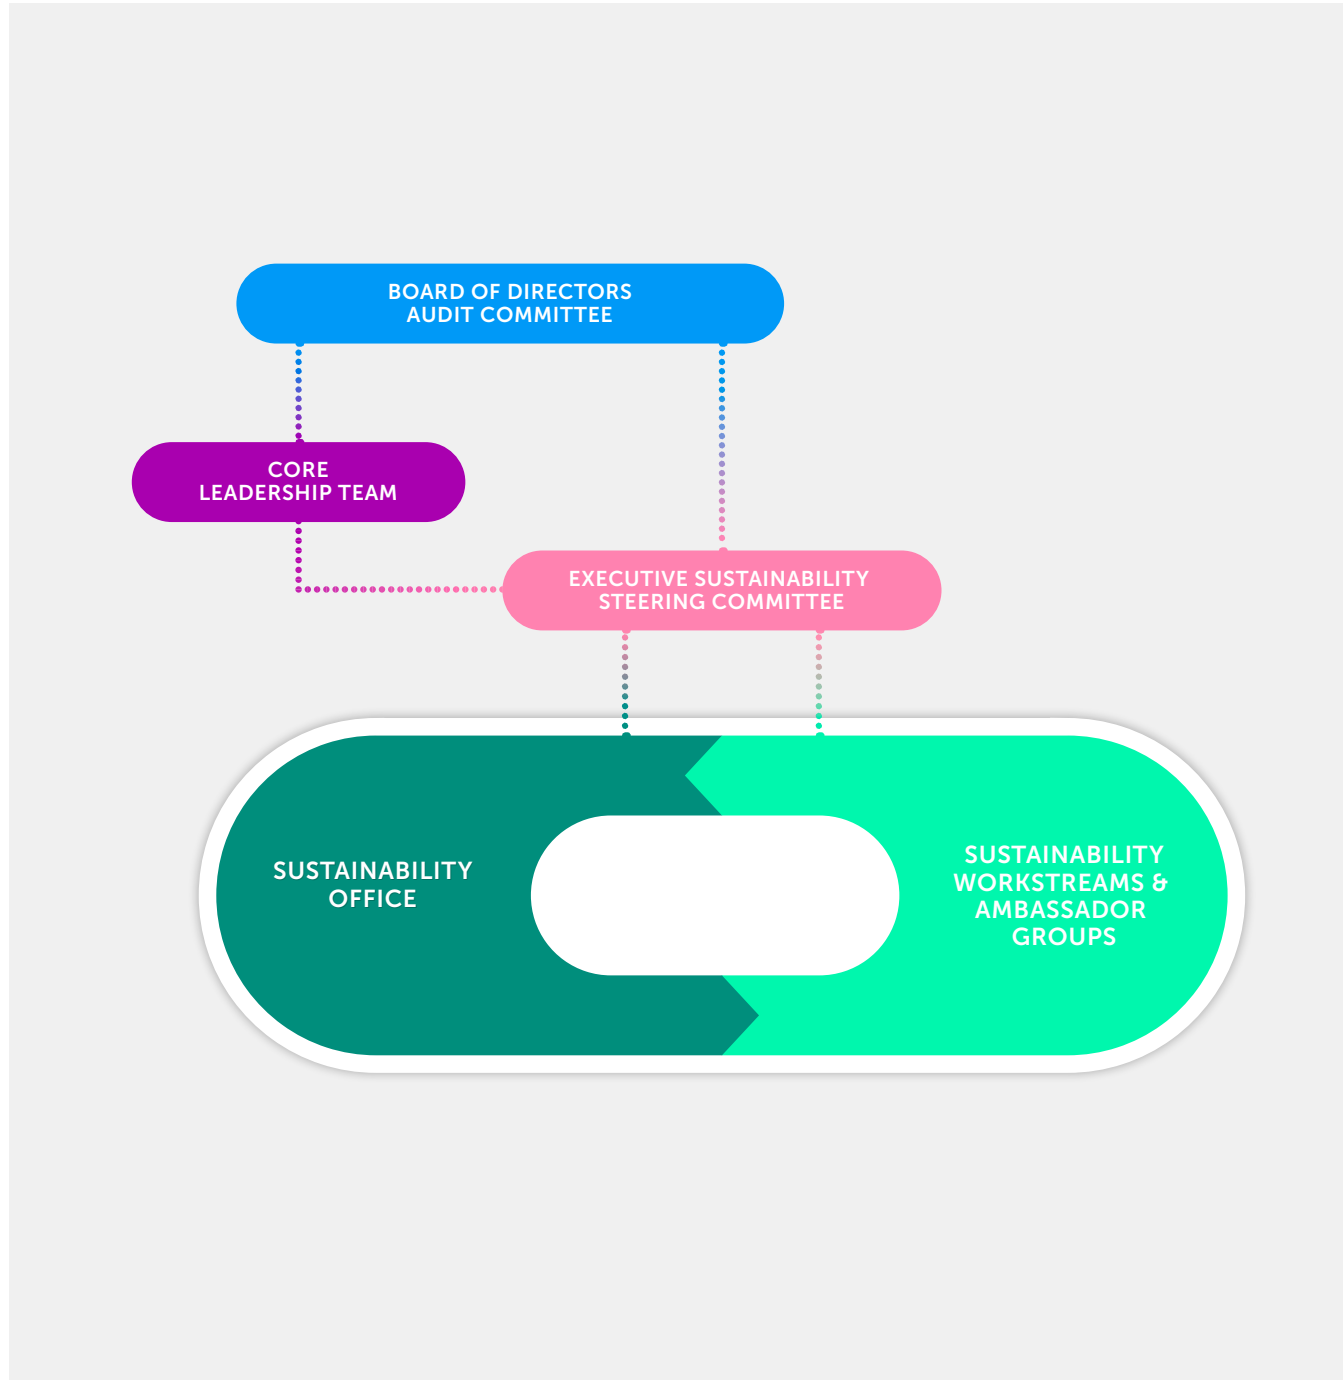 BOARD OF DIRECTORS
AUDIT COMMITTEE
CORE
LEADERSHIP TEAM
EXECUTIVE SUSTAINABILITY
STEERING COMMITTEE
SUSTAINABILITY
OFFICE
SUSTAINABILITY
WORKSTREAMS &
AMBASSADOR
GROUPS